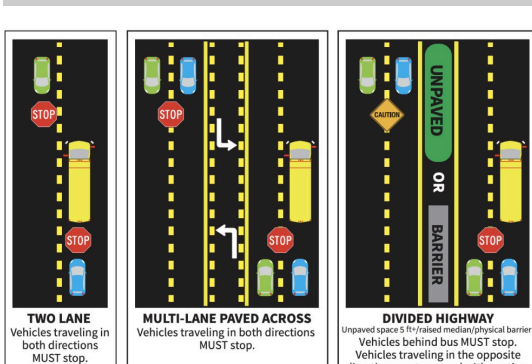 STOP
STOP
TWO LANE
Vehicles traveling in
both directions
MUST stop.
STOP
STOP
MULTI-LANE PAVED ACROSS
Vehicles traveling in both directions
MUST stop.
CAUTION
UNPAVED
OR
BARRIER
STOP
DIVIDED HIGHWAY
Unpaved space 5 ft+/raised median/physical barrier
Vehicles behind bus MUST stop.
Vehicles traveling in the opposite